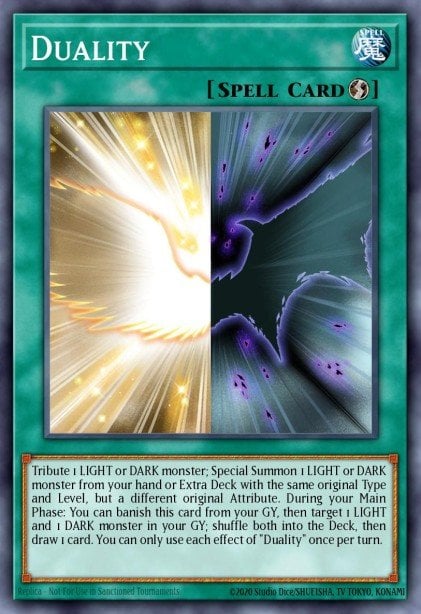 DUALITY
SPELL
魔
[SPELL CARD]
Tribute 1 LIGHT or DARK monster; Special Summon 1 LIGHT or DARK
monster from your hand or Extra Deck with the same original Type
and Level, but a different original Attribute. During your Main
Phase: You can banish this card from your GY, then target 1 LIGHT
and 1 DARK monster in your GY; shuffle both into the Deck, then
draw 1 card. You can only use each effect of "Duality" once per turn.
Replica - Not For Use in Sanctioned Tournaments
©2020 Studio Dice/SHUEISHA, TV TOKYO, KONAMI